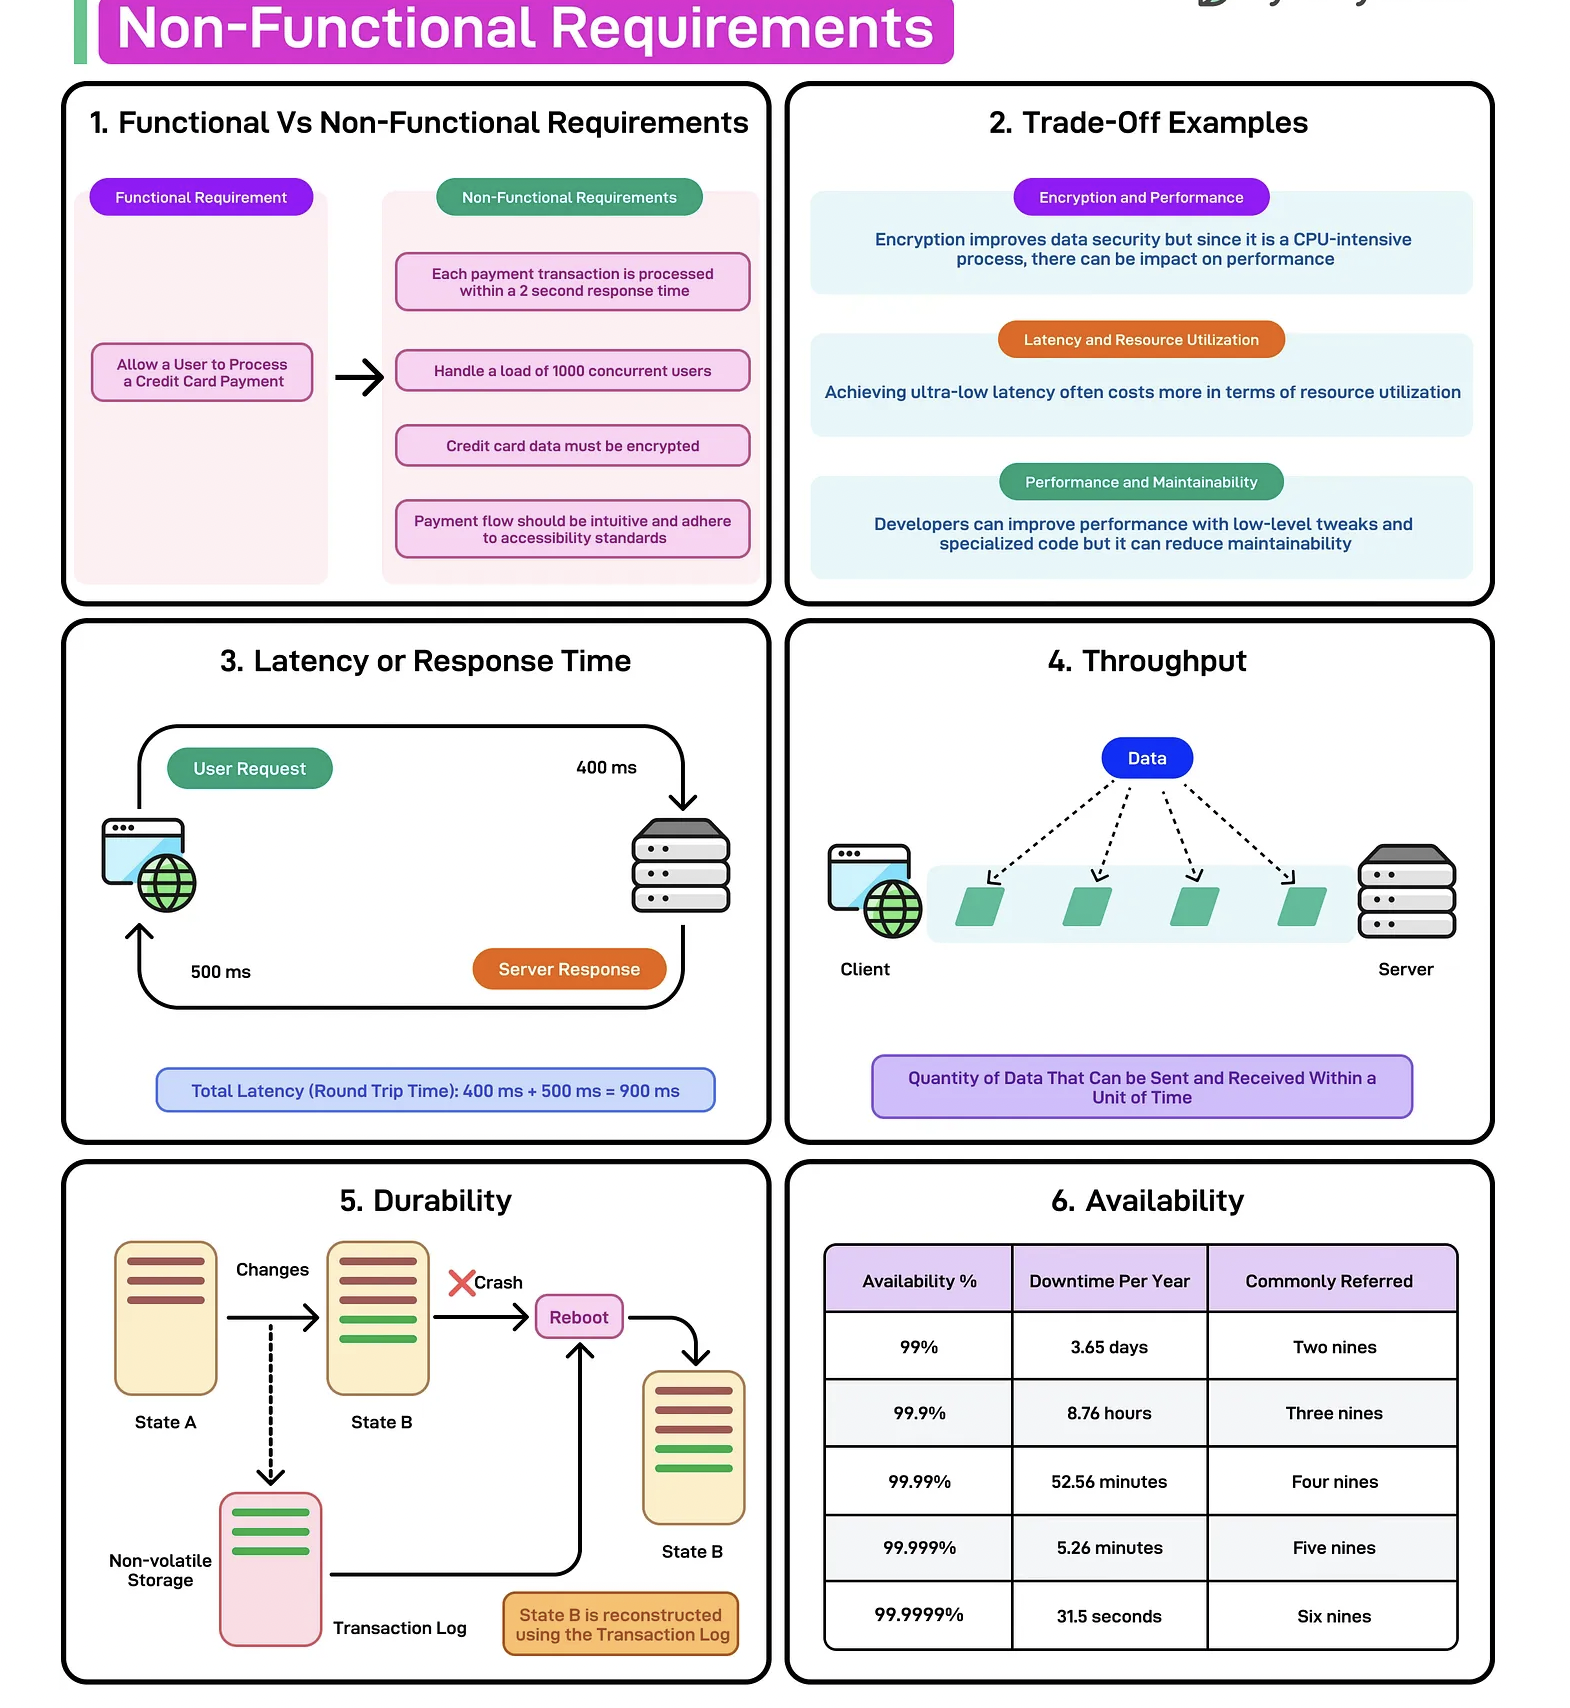 Non-Functional Requirements
1. Functional Vs Non-Functional Requirements
Functional Requirement
Allow a User to Process
a Credit Card Payment
Non-Functional Requirements
Each payment transaction is processed
within a 2 second response time
Handle a load of 1000 concurrent users
Credit card data must be encrypted
Payment flow should be intuitive and adhere
to accessibility standards
2. Trade-Off Examples
Encryption and Performance
Encryption improves data security but since it is a CPU-intensive
process, there can be impact on performance
Latency and Resource Utilization
Achieving ultra-low latency often costs more in terms of resource utilization
Performance and Maintainability
Developers can improve performance with low-level tweaks and
specialized code but it can reduce maintainability
3. Latency or Response Time
User Request
400 ms
500 ms
Server Response
Total Latency (Round Trip Time): 400 ms + 500 ms = 900 ms
4. Throughput
Data
Client
Server
Quantity of Data That Can be Sent and Received Within a
Unit of Time
5. Durability
Changes
Crash
Reboot
State A
State B
State B
Non-volatile
Storage
Transaction Log
State B is reconstructed
using the Transaction Log
6. Availability
Availability % Downtime Per Year Commonly Referred
99% 3.65 days Two nines
99.9% 8.76 hours Three nines
99.99% 52.56 minutes Four nines
99.999% 5.26 minutes Five nines
99.9999% 31.5 seconds Six nines